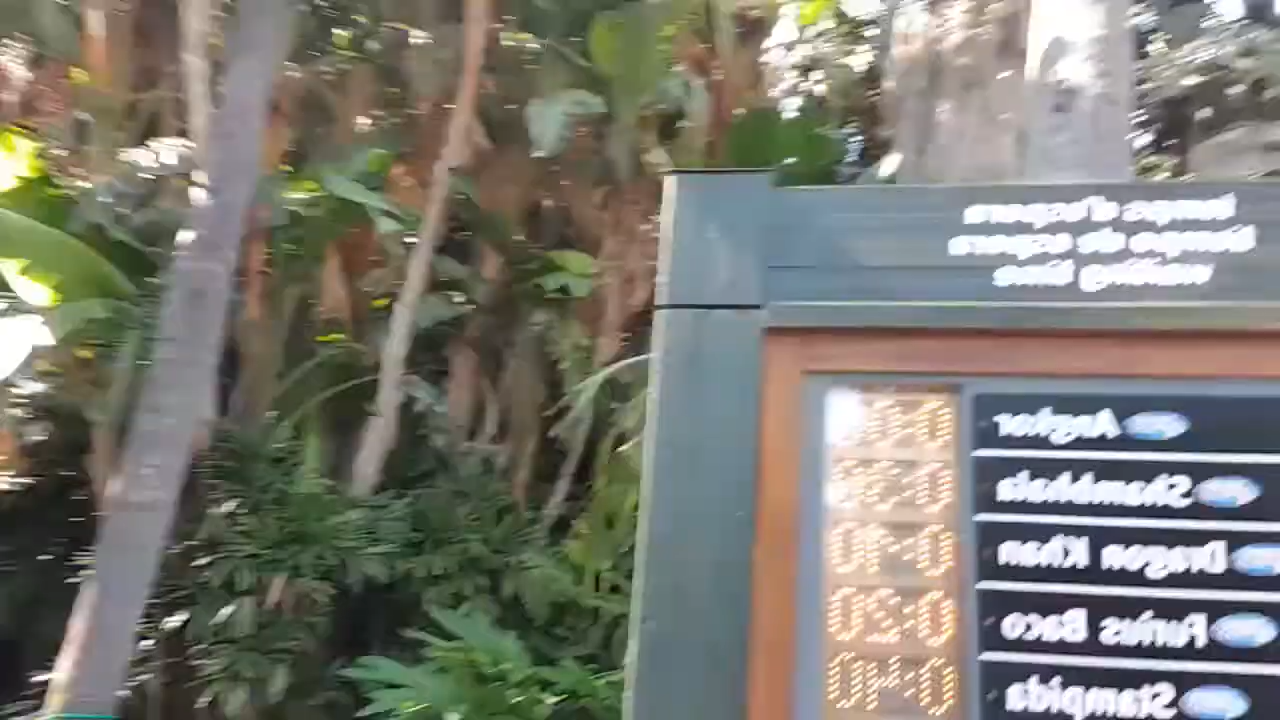 temps d'espera
tiempo de espera
waiting time
Angkor
Shambhala
Dragon Khan 0:40
Furius Baco 0:20
Stampida 0:40